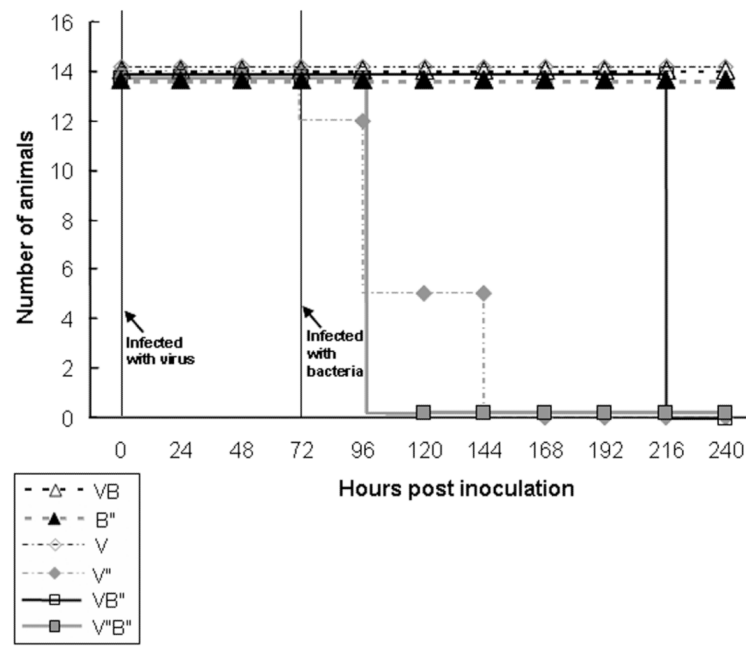 16
14
12
10
8
6
4
2
0
Number of animals
Infected
with virus
Infected
with
bacteria
0 24 48 72 96 120 144 168 192 216 240
Hours post inoculation
VB
B"
V
V"
VB"
V"B"